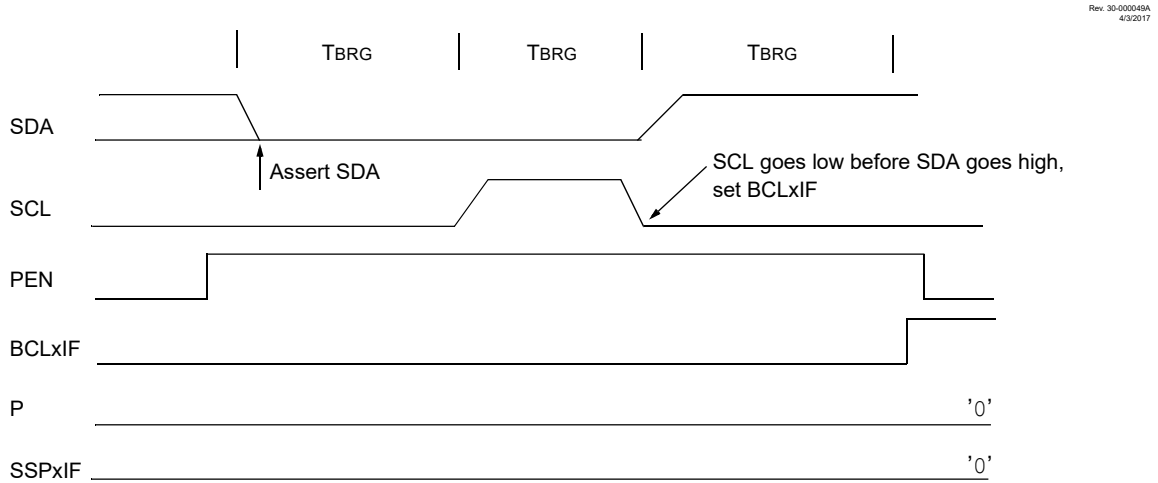 Rev. 30-000049A
4/3/2017
TBRG TBRG TBRG
SDA
Assert SDA
SCL goes low before SDA goes high,
set BCLxIF
SCL
PEN
BCLxIF
P '0'
SSPxIF '0'